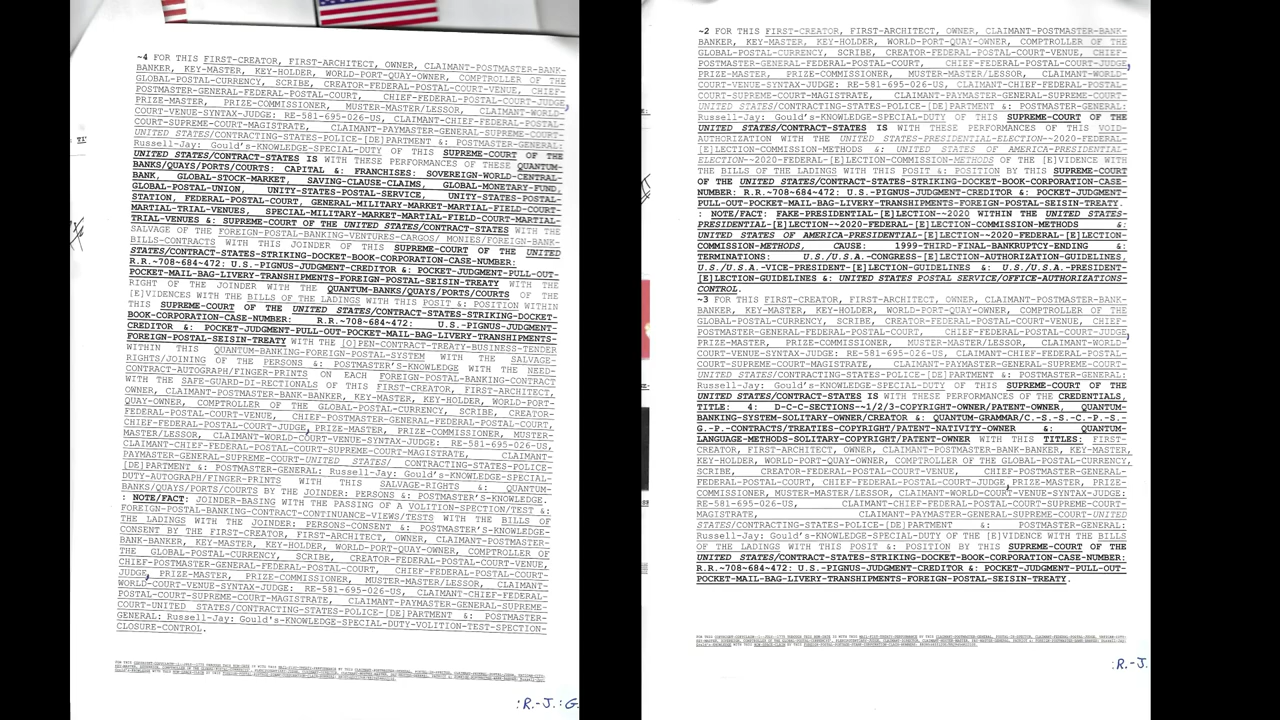 ~4 FOR THIS FIRST-CREATOR, FIRST-ARCHITECT, OWNER, CLAIMANT-POSTMASTER-BANK-
BANKER, KEY-MASTER, KEY-HOLDER, WORLD-PORT-QUAY-OWNER, COMPTROLLER OF THE
GLOBAL-POSTAL-CURRENCY, SCRIBE, CREATOR-FEDERAL-POSTAL-COURT-VENUE, CHIEF-
POSTMASTER-GENERAL-FEDERAL-POSTAL-COURT, CHIEF-FEDERAL-POSTAL-COURT-JUDGE,
PRIZE-MASTER, PRIZE-COMMISSIONER, MUSTER-MASTER/LESSOR, CLAIMANT-WORLD-
COURT-VENUE-SYNTAX-JUDGE: RE-581-695-026-US, CLAIMANT-CHIEF-FEDERAL-POSTAL-
COURT-SUPREME-COURT-MAGISTRATE, CLAIMANT-PAYMASTER-GENERAL-SUPREME-COURT-
UNITED STATES/CONTRACTING-STATES-POLICE-[DE]PARTMENT &: POSTMASTER-GENERAL:
Russell-Jay: Gould's-KNOWLEDGE-SPECIAL-DUTY OF THIS SUPREME-COURT OF THE
UNITED STATES/CONTRACT-STATES IS WITH THESE PERFORMANCES OF THESE QUANTUM-
BANKS/QUAYS/PORTS/COURTS: CAPITAL &: FRANCHISES: SOVEREIGN-WORLD-CENTRAL-
BANK, GLOBAL-STOCK-MARKET, SAVING-CLAUSE-CLAIMS, GLOBAL-MONETARY-FUND,
GLOBAL-POSTAL-UNION, UNITY-STATES-POSTAL-SERVICE, UNITY-STATES-POSTAL-
STATION, FEDERAL-POSTAL-COURT, GENERAL-MILITARY-MARKET-MARTIAL-FIELD-COURT-
MARTIAL-TRIAL-VENUES, SPECIAL-MILITARY-MARKET-MARTIAL-FIELD-COURT-MARTIAL-
TRIAL-VENUES &: SUPREME-COURT OF THE UNITED STATES/CONTRACT-STATES WITH THE
SALVAGE OF THE FOREIGN-POSTAL-BANKING-VENTURES-CARGOS/ MONIES/FOREIGN-BANK-
BILLS-CONTRACTS WITH THIS JOINDER OF THIS SUPREME-COURT OF THE UNITED
STATES/CONTRACT-STATES-STRIKING-DOCKET-BOOK-CORPORATION-CASE-NUMBER:
R.R.~708~684~472: U.S.-PIGNUS-JUDGMENT CREDITOR &: POCKET-JUDGMENT-PULL-OUT-
POCKET-MAIL-BAG-LIVERY-TRANSHIPMENTS-FOREIGN-POSTAL-SEISIN-TREATY WITH THE
RIGHT OF THE JOINDER WITH THE QUANTUM-BANKS/QUAYS/PORTS/COURTS OF THE
[E]VIDENCES WITH THE BILLS OF THE LADINGS WITH THIS POSIT &: POSITION WITHIN
THIS SUPREME-COURT OF THE UNITED STATES/CONTRACT-STATES-STRIKING-DOCKET-
BOOK-CORPORATION-CASE-NUMBER: R.R.~708~684~472: U.S.-PIGNUS-JUDGMENT-
CREDITOR &: POCKET-JUDGMENT-PULL-OUT-POCKET-MAIL-BAG-LIVERY-TRANSHIPMENTS-
FOREIGN-POSTAL-SEISIN-TREATY WITH THE [O]PEN-CONTRACT-TREATY-BUSINESS-TENDER
WITHIN THIS QUANTUM-BANKING-FOREIGN-POSTAL-SYSTEM WITH THE SALVAGE-
RIGHTS/JOINING OF THE PERSONS &: POSTMASTER'S-KNOWLEDGE WITH THE NEED-
CONTRACT-AUTOGRAPH/FINGER-PRINTS ON EACH FOREIGN-POSTAL-BANKING-CONTRACT
WITH THE SAFE-GUARD-DI-RECTIONALS OF THIS FIRST-CREATOR, FIRST-ARCHITECT,
OWNER, CLAIMANT-POSTMASTER-BANK-BANKER, KEY-MASTER, KEY-HOLDER, WORLD-PORT-
QUAY-OWNER, COMPTROLLER OF THE GLOBAL-POSTAL-CURRENCY, SCRIBE, CREATOR-
FEDERAL-POSTAL-COURT-VENUE, CHIEF-POSTMASTER-GENERAL-FEDERAL-POSTAL-COURT,
CHIEF-FEDERAL-POSTAL-COURT-JUDGE, PRIZE-MASTER, PRIZE-COMMISSIONER, MUSTER-
MASTER/LESSOR, CLAIMANT-WORLD-COURT-VENUE-SYNTAX-JUDGE: RE-581-695-026-US,
CLAIMANT-CHIEF-FEDERAL-POSTAL-COURT-SUPREME-COURT-MAGISTRATE, CLAIMANT-
PAYMASTER-GENERAL-SUPREME-COURT-UNITED STATES/ CONTRACTING-STATES-POLICE-
[DE]PARTMENT &: POSTMASTER-GENERAL: Russell-Jay: Gould's-KNOWLEDGE-SPECIAL-
DUTY-AUTOGRAPH/FINGER-PRINTS WITH THIS SALVAGE-RIGHTS &: QUANTUM-
BANKS/QUAYS/PORTS/COURTS BY THE JOINDER: PERSONS &: POSTMASTER'S-KNOWLEDGE.
: NOTE/FACT: JOINDER-BASING WITH THE PASSING OF A VOLITION-SPECTION/TEST &:
FOREIGN-POSTAL-BANKING-CONTRACT-CONTINUANCE-VIEWS/TESTS WITH THE BILLS OF
THE LADINGS WITH THE JOINDER: PERSONS-CONSENT &: POSTMASTER'S-KNOWLEDGE-
CONSENT BY THE FIRST-CREATOR, FIRST-ARCHITECT, OWNER, CLAIMANT-POSTMASTER-
BANK-BANKER, KEY-MASTER, KEY-HOLDER, WORLD-PORT-QUAY-OWNER, COMPTROLLER OF
THE GLOBAL-POSTAL-CURRENCY, SCRIBE, CREATOR-FEDERAL-POSTAL-COURT-VENUE,
CHIEF-POSTMASTER-GENERAL-FEDERAL-POSTAL-COURT, CHIEF-FEDERAL-POSTAL-COURT-
JUDGE, PRIZE-MASTER, PRIZE-COMMISSIONER, MUSTER-MASTER/LESSOR, CLAIMANT-
WORLD-COURT-VENUE-SYNTAX-JUDGE: RE-581-695-026-US, CLAIMANT-CHIEF-FEDERAL-
POSTAL-COURT-SUPREME-COURT-MAGISTRATE, CLAIMANT-PAYMASTER-GENERAL-SUPREME-
COURT-UNITED STATES/CONTRACTING-STATES-POLICE-[DE]PARTMENT &: POSTMASTER-
GENERAL: Russell-Jay: Gould's-KNOWLEDGE-SPECIAL-DUTY-VOLITION-TEST-SPECTION-
CLOSURE-CONTROL.
:R.-J.:G
~2 FOR THIS FIRST-CREATOR, FIRST-ARCHITECT, OWNER, CLAIMANT-POSTMASTER-BANK-
BANKER, KEY-MASTER, KEY-HOLDER, WORLD-PORT-QUAY-OWNER, COMPTROLLER OF THE
GLOBAL-POSTAL-CURRENCY, SCRIBE, CREATOR-FEDERAL-POSTAL-COURT-VENUE, CHIEF-
POSTMASTER-GENERAL-FEDERAL-POSTAL-COURT, CHIEF-FEDERAL-POSTAL-COURT-JUDGE,
PRIZE-MASTER, PRIZE-COMMISSIONER, MUSTER-MASTER/LESSOR, CLAIMANT-WORLD-
COURT-VENUE-SYNTAX-JUDGE: RE-581-695-026-US, CLAIMANT-CHIEF-FEDERAL-POSTAL-
COURT-SUPREME-COURT-MAGISTRATE, CLAIMANT-PAYMASTER-GENERAL-SUPREME-COURT-
UNITED STATES/CONTRACTING-STATES-POLICE-[DE]PARTMENT &: POSTMASTER-GENERAL:
Russell-Jay: Gould's-KNOWLEDGE-SPECIAL-DUTY OF THIS SUPREME-COURT OF THE
UNITED STATES/CONTRACT-STATES IS WITH THESE PERFORMANCES OF THIS VOID-
AUTHORIZATION WITH THE UNITED STATES-PRESIDENTIAL-[E]LECTION~2020-FEDERAL-
[E]LECTION-COMMISSION-METHODS &: UNITED STATES OF AMERICA-PRESIDENTIAL-
ELECTION~~2020-FEDERAL-[E]LECTION-COMMISSION-METHODS OF THE [E]VIDENCE WITH
THE BILLS OF THE LADINGS WITH THIS POSIT &: POSITION BY THIS SUPREME-COURT
OF THE UNITED STATES/CONTRACT-STATES-STRIKING-DOCKET-BOOK-CORPORATION-CASE-
NUMBER: R.R.~708~684~472: U.S.-PIGNUS-JUDGMENT CREDITOR &: POCKET-JUDGMENT-
PULL-OUT-POCKET-MAIL-BAG-LIVERY-TRANSHIPMENTS-FOREIGN-POSTAL-SEISIN-TREATY.
: NOTE/FACT: FAKE-PRESIDENTIAL-[E]LECTION~~2020 WITHIN THE UNITED STATES-
PRESIDENTIAL-[E]LECTION~~2020-FEDERAL-[E]LECTION-COMMISSION-METHODS &:
UNITED STATES OF AMERICA-PRESIDENTIAL-[E]LECTION~~2020-FEDERAL-[E]LECTION-
COMMISSION-METHODS, CAUSE: 1999-THIRD-FINAL-BANKRUPTCY-ENDING &:
TERMINATIONS: U.S./U.S.A.-CONGRESS-[E]LECTION-AUTHORIZATION-GUIDELINES,
U.S./U.S.A.-VICE-PRESIDENT-[E]LECTION-GUIDELINES &: U.S./U.S.A.-PRESIDENT-
[E]LECTION-GUIDELINES &: UNITED STATES POSTAL SERVICE/OFFICE-AUTHORIZATIONS
CONTROL.
~3 FOR THIS FIRST-CREATOR, FIRST-ARCHITECT, OWNER, CLAIMANT-POSTMASTER-BANK-
BANKER, KEY-MASTER, KEY-HOLDER, WORLD-PORT-QUAY-OWNER, COMPTROLLER OF THE
GLOBAL-POSTAL-CURRENCY, SCRIBE, CREATOR-FEDERAL-POSTAL-COURT-VENUE, CHIEF-
POSTMASTER-GENERAL-FEDERAL-POSTAL-COURT, CHIEF-FEDERAL-POSTAL-COURT-JUDGE,
PRIZE-MASTER, PRIZE-COMMISSIONER, MUSTER-MASTER/LESSOR, CLAIMANT-WORLD-
COURT-VENUE-SYNTAX-JUDGE: RE-581-695-026-US, CLAIMANT-CHIEF-FEDERAL-POSTAL-
COURT-SUPREME-COURT-MAGISTRATE, CLAIMANT-PAYMASTER-GENERAL-SUPREME-COURT-
UNITED STATES/CONTRACTING-STATES-POLICE-[DE]PARTMENT &: POSTMASTER-GENERAL:
Russell-Jay: Gould's-KNOWLEDGE-SPECIAL-DUTY OF THIS SUPREME-COURT OF THE
UNITED STATES/CONTRACT-STATES IS WITH THESE PERFORMANCES OF THE CREDENTIALS,
TITLE: 4: D-C-C-SECTIONS~1/2/3-COPYRIGHT-OWNER/PATENT-OWNER, QUANTUM-
BANKING-SYSTEM-SOLITARY-OWNER/CREATOR &: QUANTUM-GRAMMAR/C.-S.-S.-C.-P.-S.-
G.-P.-CONTRACTS/TREATIES-COPYRIGHT/PATENT-NATIVITY-OWNER &: QUANTUM-
LANGUAGE-METHODS-SOLITARY-COPYRIGHT/PATENT-OWNER WITH THIS TITLES: FIRST-
CREATOR, FIRST-ARCHITECT, OWNER, CLAIMANT-POSTMASTER-BANK-BANKER, KEY-MASTER,
KEY-HOLDER, WORLD-PORT-QUAY-OWNER, COMPTROLLER OF THE GLOBAL-POSTAL-CURRENCY,
SCRIBE, CREATOR-FEDERAL-POSTAL-COURT-VENUE, CHIEF-POSTMASTER-GENERAL-
FEDERAL-POSTAL-COURT, CHIEF-FEDERAL-POSTAL-COURT-JUDGE, PRIZE-MASTER, PRIZE-
COMMISSIONER, MUSTER-MASTER/LESSOR, CLAIMANT-WORLD-COURT-VENUE-SYNTAX-JUDGE:
RE-581-695-026-US, CLAIMANT-CHIEF-FEDERAL-POSTAL-COURT-SUPREME-COURT-
MAGISTRATE, CLAIMANT-PAYMASTER-GENERAL-SUPREME-COURT-UNITED
STATES/CONTRACTING-STATES-POLICE-[DE]PARTMENT &: POSTMASTER-GENERAL:
Russell-Jay: Gould's-KNOWLEDGE-SPECIAL-DUTY OF THE [E]VIDENCE WITH THE BILLS
OF THE LADINGS WITH THIS POSIT &: POSITION BY THIS SUPREME-COURT OF THE
UNITED STATES/CONTRACT-STATES-STRIKING-DOCKET-BOOK-CORPORATION-CASE-NUMBER:
R.R.~708~684~472: U.S.-PIGNUS-JUDGMENT CREDITOR &: POCKET-JUDGMENT-PULL-OUT-
POCKET-MAIL-BAG-LIVERY-TRANSHIPMENTS-FOREIGN-POSTAL-SEISIN-TREATY.
:R.-J.